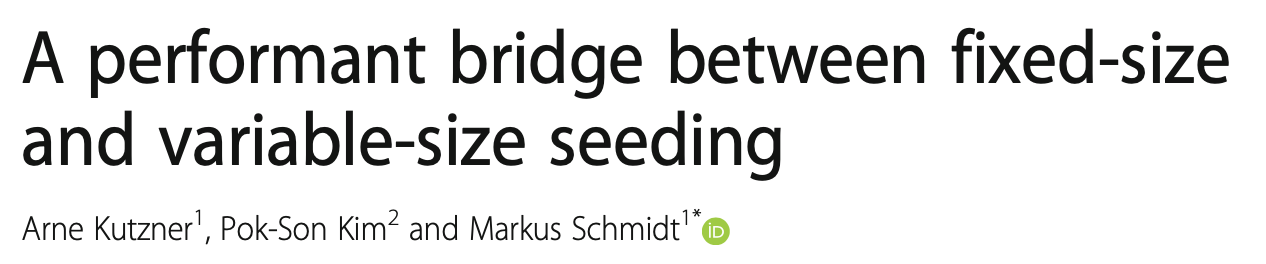 A performant bridge between fixed-size
and variable-size seeding
Arne Kutzner1, Pok-Son Kim2 and Markus Schmidt1* iD